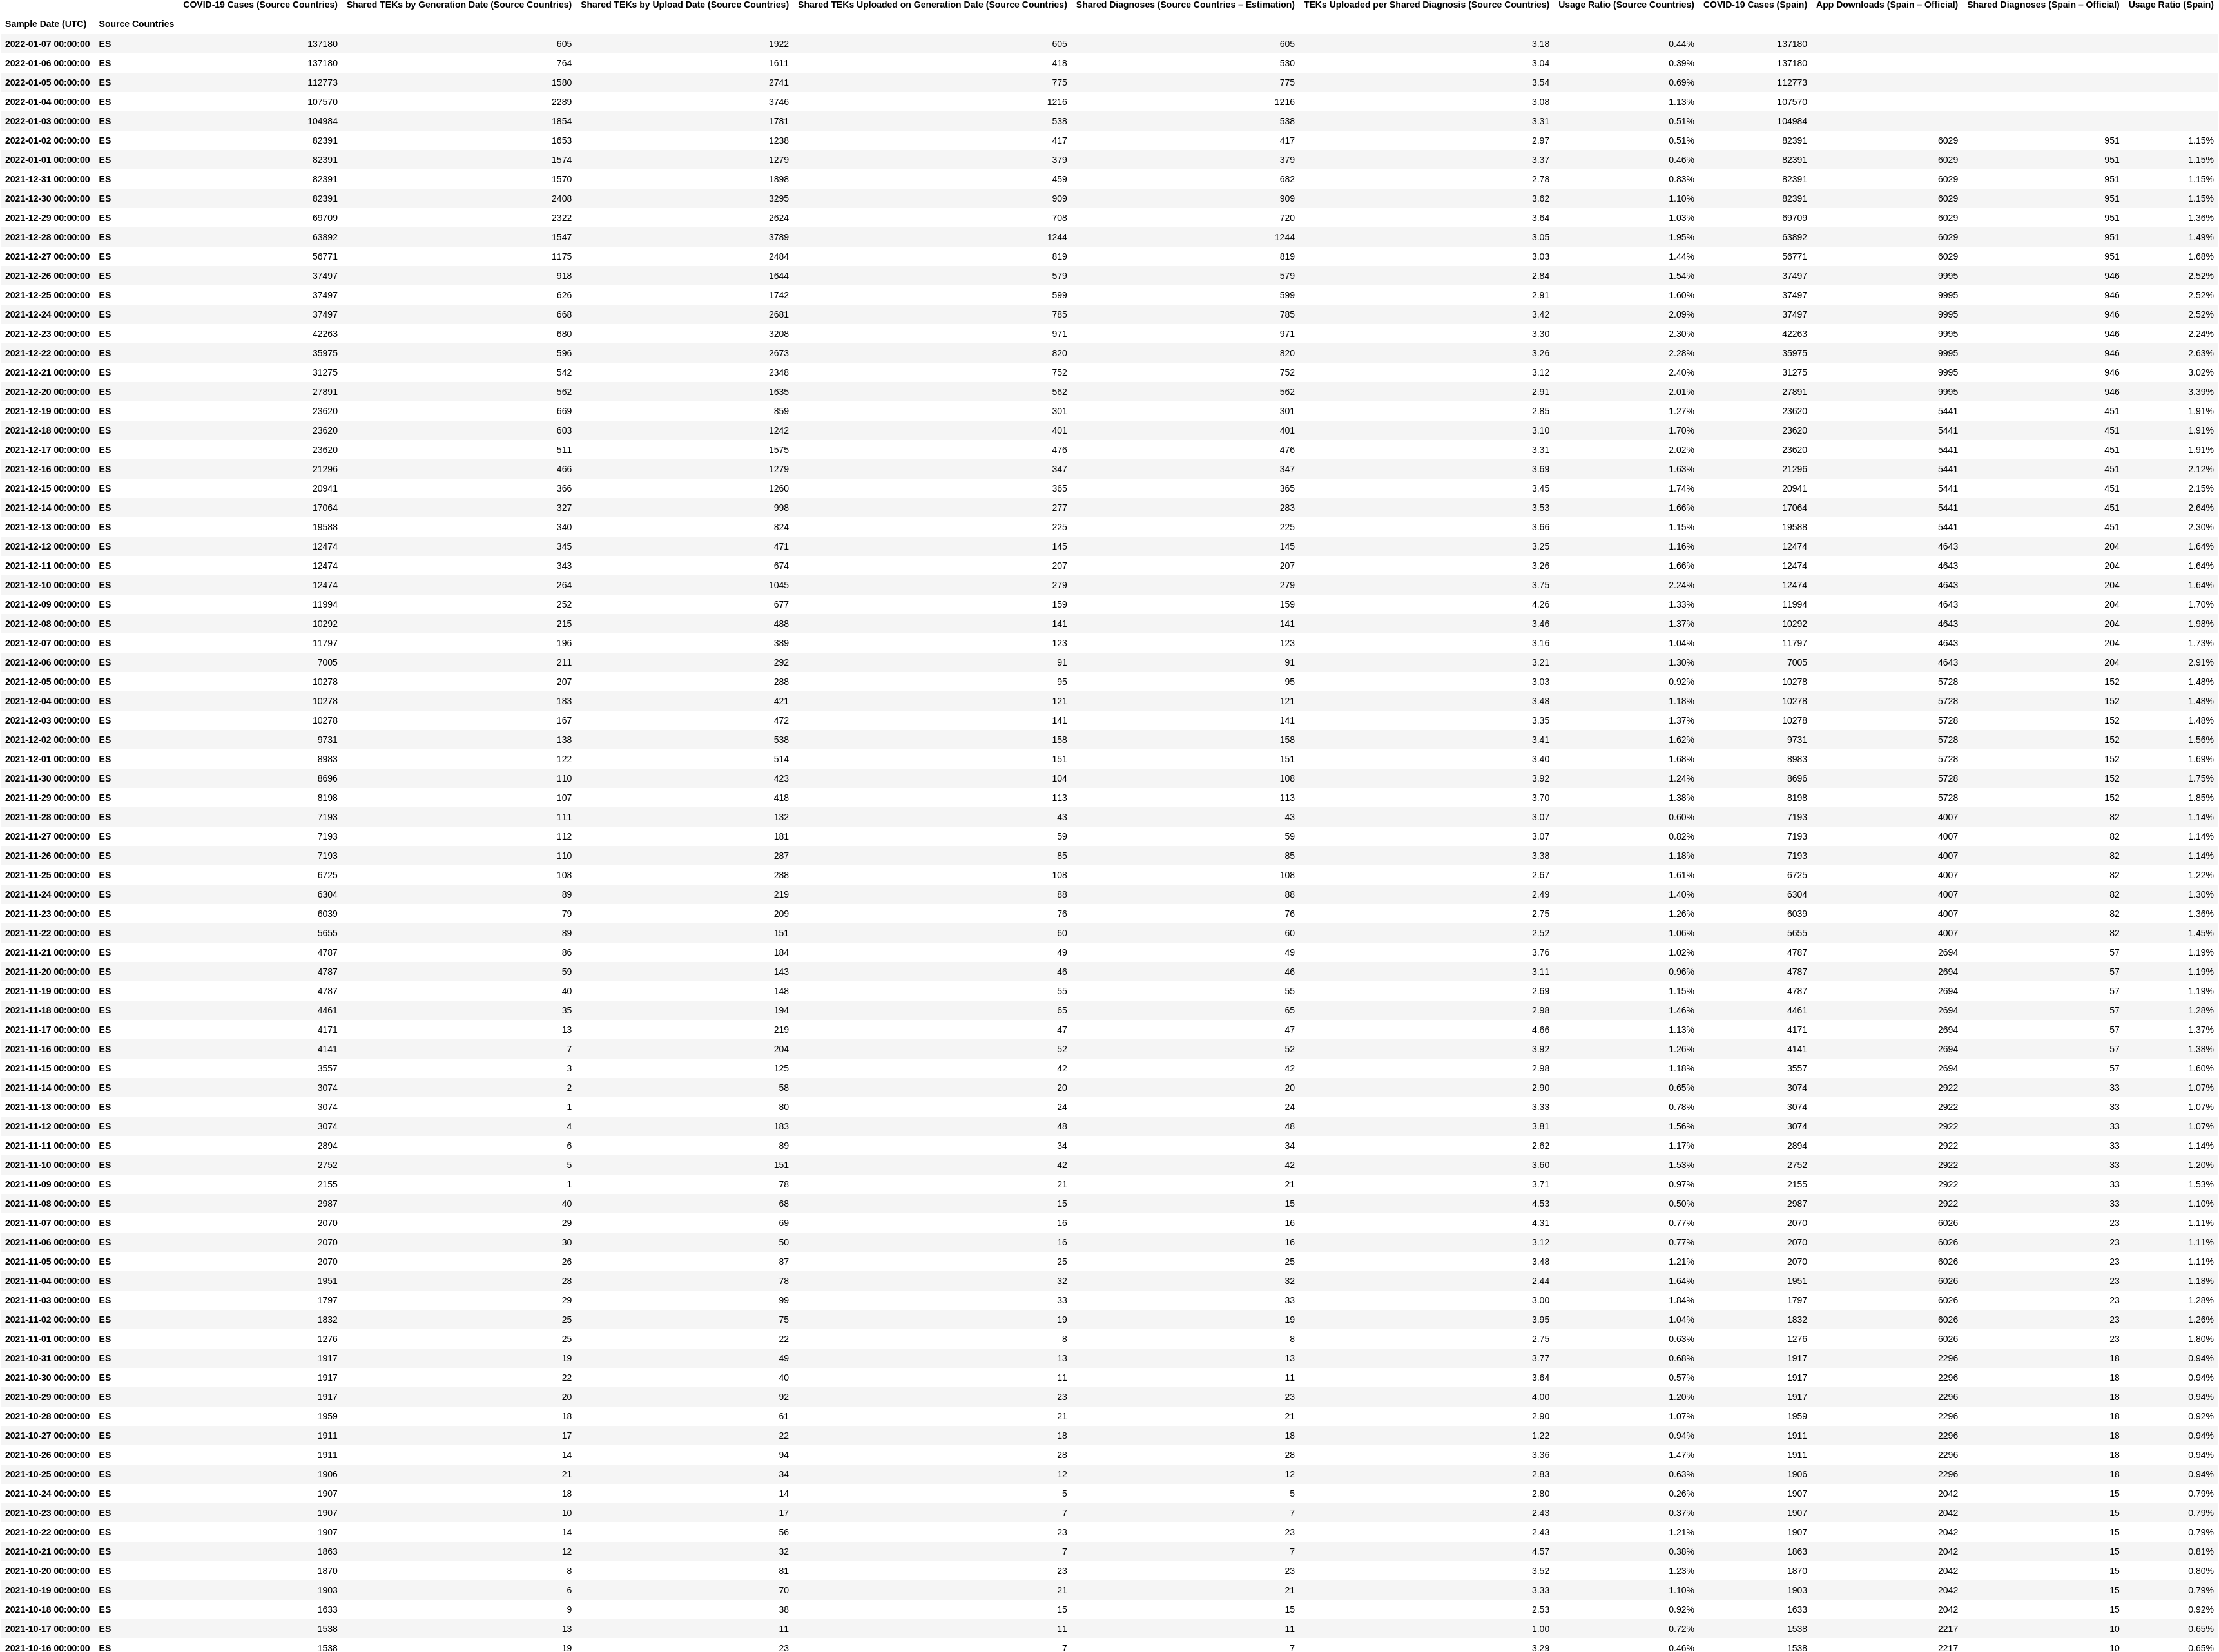 COVID-19 Cases (Source Countries) Shared TEKs by Generation Date (Source Countries) Shared TEKs by Upload Date (Source Countries) Shared TEKs Uploaded on Generation Date (Source Countries) Shared Diagnoses (Source Countries – Estimation) TEKs Uploaded per Shared Diagnosis (Source Countries) Usage Ratio (Source Countries) COVID-19 Cases (Spain) App Downloads (Spain – Official) Shared Diagnoses (Spain – Official) Usage Ratio (Spain)
Sample Date (UTC) Source Countries
2022-01-07 00:00:00 ES 137180 605 1922 605 605 3.18 0.44% 137180
2022-01-06 00:00:00 ES 137180 764 1611 418 530 3.04 0.39% 137180
2022-01-05 00:00:00 ES 112773 1580 2741 775 775 3.54 0.69% 112773
2022-01-04 00:00:00 ES 107570 2289 3746 1216 1216 3.08 1.13% 107570
2022-01-03 00:00:00 ES 104984 1854 1781 538 538 3.31 0.51% 104984
2022-01-02 00:00:00 ES 82391 1653 1238 417 417 2.97 0.51% 82391 6029 951 1.15%
2022-01-01 00:00:00 ES 82391 1574 1279 379 379 3.37 0.46% 82391 6029 951 1.15%
2021-12-31 00:00:00 ES 82391 1570 1898 459 682 2.78 0.83% 82391 6029 951 1.15%
2021-12-30 00:00:00 ES 82391 2408 3295 909 909 3.62 1.10% 82391 6029 951 1.15%
2021-12-29 00:00:00 ES 69709 2322 2624 708 720 3.64 1.03% 69709 6029 951 1.36%
2021-12-28 00:00:00 ES 63892 1547 3789 1244 1244 3.05 1.95% 63892 6029 951 1.49%
2021-12-27 00:00:00 ES 56771 1175 2484 819 819 3.03 1.44% 56771 6029 951 1.68%
2021-12-26 00:00:00 ES 37497 918 1644 579 579 2.84 1.54% 37497 9995 946 2.52%
2021-12-25 00:00:00 ES 37497 626 1742 599 599 2.91 1.60% 37497 9995 946 2.52%
2021-12-24 00:00:00 ES 37497 668 2681 785 785 3.42 2.09% 37497 9995 946 2.52%
2021-12-23 00:00:00 ES 42263 680 3208 971 971 3.30 2.30% 42263 9995 946 2.24%
2021-12-22 00:00:00 ES 35975 596 2673 820 820 3.26 2.28% 35975 9995 946 2.63%
2021-12-21 00:00:00 ES 31275 542 2348 752 752 3.12 2.40% 31275 9995 946 3.02%
2021-12-20 00:00:00 ES 27891 562 1635 562 562 2.91 2.01% 27891 9995 946 3.39%
2021-12-19 00:00:00 ES 23620 669 859 301 301 2.85 1.27% 23620 5441 451 1.91%
2021-12-18 00:00:00 ES 23620 603 1242 401 401 3.10 1.70% 23620 5441 451 1.91%
2021-12-17 00:00:00 ES 23620 511 1575 476 476 3.31 2.02% 23620 5441 451 1.91%
2021-12-16 00:00:00 ES 21296 466 1279 347 347 3.69 1.63% 21296 5441 451 2.12%
2021-12-15 00:00:00 ES 20941 366 1260 365 365 3.45 1.74% 20941 5441 451 2.15%
2021-12-14 00:00:00 ES 17064 327 998 277 283 3.53 1.66% 17064 5441 451 2.64%
2021-12-13 00:00:00 ES 19588 340 824 225 225 3.66 1.15% 19588 5441 451 2.30%
2021-12-12 00:00:00 ES 12474 345 471 145 145 3.25 1.16% 12474 4643 204 1.64%
2021-12-11 00:00:00 ES 12474 343 674 207 207 3.26 1.66% 12474 4643 204 1.64%
2021-12-10 00:00:00 ES 12474 264 1045 279 279 3.75 2.24% 12474 4643 204 1.64%
2021-12-09 00:00:00 ES 11994 252 677 159 159 4.26 1.33% 11994 4643 204 1.70%
2021-12-08 00:00:00 ES 10292 215 488 141 141 3.46 1.37% 10292 4643 204 1.98%
2021-12-07 00:00:00 ES 11797 196 389 123 123 3.16 1.04% 11797 4643 204 1.73%
2021-12-06 00:00:00 ES 7005 211 292 91 91 3.21 1.30% 7005 4643 204 2.91%
2021-12-05 00:00:00 ES 10278 207 288 95 95 3.03 0.92% 10278 5728 152 1.48%
2021-12-04 00:00:00 ES 10278 183 421 121 121 3.48 1.18% 10278 5728 152 1.48%
2021-12-03 00:00:00 ES 10278 167 472 141 141 3.35 1.37% 10278 5728 152 1.48%
2021-12-02 00:00:00 ES 9731 138 538 158 158 3.41 1.62% 9731 5728 152 1.56%
2021-12-01 00:00:00 ES 8983 122 514 151 151 3.40 1.68% 8983 5728 152 1.69%
2021-11-30 00:00:00 ES 8696 110 423 104 108 3.92 1.24% 8696 5728 152 1.75%
2021-11-29 00:00:00 ES 8198 107 418 113 113 3.70 1.38% 8198 5728 152 1.85%
2021-11-28 00:00:00 ES 7193 111 132 43 43 3.07 0.60% 7193 4007 82 1.14%
2021-11-27 00:00:00 ES 7193 112 181 59 59 3.07 0.82% 7193 4007 82 1.14%
2021-11-26 00:00:00 ES 7193 110 287 85 85 3.38 1.18% 7193 4007 82 1.14%
2021-11-25 00:00:00 ES 6725 108 288 108 108 2.67 1.61% 6725 4007 82 1.22%
2021-11-24 00:00:00 ES 6304 89 219 88 88 2.49 1.40% 6304 4007 82 1.30%
2021-11-23 00:00:00 ES 6039 79 209 76 76 2.75 1.26% 6039 4007 82 1.36%
2021-11-22 00:00:00 ES 5655 89 151 60 60 2.52 1.06% 5655 4007 82 1.45%
2021-11-21 00:00:00 ES 4787 86 184 49 49 3.76 1.02% 4787 2694 57 1.19%
2021-11-20 00:00:00 ES 4787 59 143 46 46 3.11 0.96% 4787 2694 57 1.19%
2021-11-19 00:00:00 ES 4787 40 148 55 55 2.69 1.15% 4787 2694 57 1.19%
2021-11-18 00:00:00 ES 4461 35 194 65 65 2.98 1.46% 4461 2694 57 1.28%
2021-11-17 00:00:00 ES 4171 13 219 47 47 4.66 1.13% 4171 2694 57 1.37%
2021-11-16 00:00:00 ES 4141 7 204 52 52 3.92 1.26% 4141 2694 57 1.38%
2021-11-15 00:00:00 ES 3557 3 125 42 42 2.98 1.18% 3557 2694 57 1.60%
2021-11-14 00:00:00 ES 3074 2 58 20 20 2.90 0.65% 3074 2922 33 1.07%
2021-11-13 00:00:00 ES 3074 1 80 24 24 3.33 0.78% 3074 2922 33 1.07%
2021-11-12 00:00:00 ES 3074 4 183 48 48 3.81 1.56% 3074 2922 33 1.07%
2021-11-11 00:00:00 ES 2894 6 89 34 34 2.62 1.17% 2894 2922 33 1.14%
2021-11-10 00:00:00 ES 2752 5 151 42 42 3.60 1.53% 2752 2922 33 1.20%
2021-11-09 00:00:00 ES 2155 1 78 21 21 3.71 0.97% 2155 2922 33 1.53%
2021-11-08 00:00:00 ES 2987 40 68 15 15 4.53 0.50% 2987 2922 33 1.10%
2021-11-07 00:00:00 ES 2070 29 69 16 16 4.31 0.77% 2070 6026 23 1.11%
2021-11-06 00:00:00 ES 2070 30 50 16 16 3.12 0.77% 2070 6026 23 1.11%
2021-11-05 00:00:00 ES 2070 26 87 25 25 3.48 1.21% 2070 6026 23 1.11%
2021-11-04 00:00:00 ES 1951 28 78 32 32 2.44 1.64% 1951 6026 23 1.18%
2021-11-03 00:00:00 ES 1797 29 99 33 33 3.00 1.84% 1797 6026 23 1.28%
2021-11-02 00:00:00 ES 1832 25 75 19 19 3.95 1.04% 1832 6026 23 1.26%
2021-11-01 00:00:00 ES 1276 25 22 8 8 2.75 0.63% 1276 6026 23 1.80%
2021-10-31 00:00:00 ES 1917 19 49 13 13 3.77 0.68% 1917 2296 18 0.94%
2021-10-30 00:00:00 ES 1917 22 40 11 11 3.64 0.57% 1917 2296 18 0.94%
2021-10-29 00:00:00 ES 1917 20 92 23 23 4.00 1.20% 1917 2296 18 0.94%
2021-10-28 00:00:00 ES 1959 18 61 21 21 2.90 1.07% 1959 2296 18 0.92%
2021-10-27 00:00:00 ES 1911 17 22 18 18 1.22 0.94% 1911 2296 18 0.94%
2021-10-26 00:00:00 ES 1911 14 94 28 28 3.36 1.47% 1911 2296 18 0.94%
2021-10-25 00:00:00 ES 1906 21 34 12 12 2.83 0.63% 1906 2296 18 0.94%
2021-10-24 00:00:00 ES 1907 18 14 5 5 2.80 0.26% 1907 2042 15 0.79%
2021-10-23 00:00:00 ES 1907 10 17 7 7 2.43 0.37% 1907 2042 15 0.79%
2021-10-22 00:00:00 ES 1907 14 56 23 23 2.43 1.21% 1907 2042 15 0.79%
2021-10-21 00:00:00 ES 1863 12 32 7 7 4.57 0.38% 1863 2042 15 0.81%
2021-10-20 00:00:00 ES 1870 8 81 23 23 3.52 1.23% 1870 2042 15 0.80%
2021-10-19 00:00:00 ES 1903 6 70 21 21 3.33 1.10% 1903 2042 15 0.79%
2021-10-18 00:00:00 ES 1633 9 38 15 15 2.53 0.92% 1633 2042 15 0.92%
2021-10-17 00:00:00 ES 1538 13 11 11 11 1.00 0.72% 1538 2217 10 0.65%
2021-10-16 00:00:00 ES 1538 19 23 7 7 3.29 0.46% 1538 2217 10 0.65%